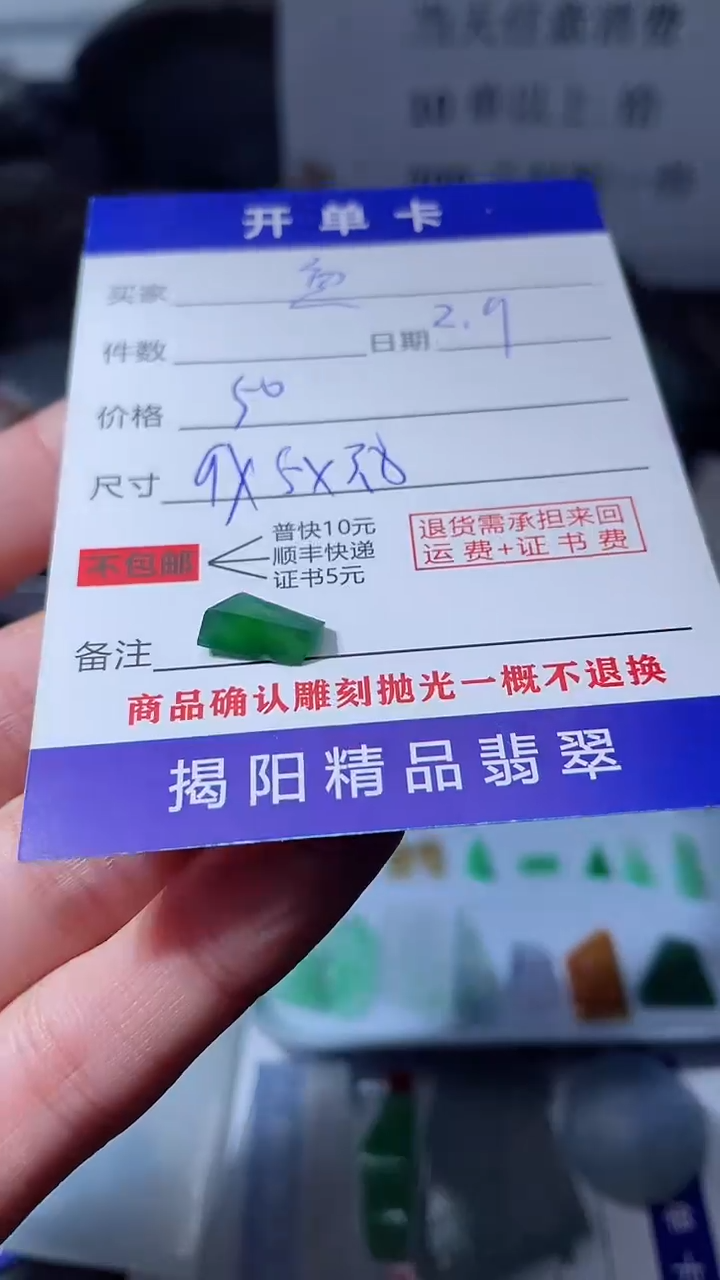 开单卡
买家
件数 日期 2.9
价格 50
尺寸 9X5X3.8
不包邮
普快10元
顺丰快递
证书5元
退货需承担来回
运费+证书费
备注
商品确认雕刻抛光一概不退换
揭阳精品翡翠